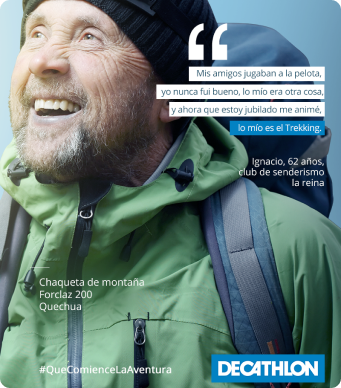 “
Mis amigos jugaban a la pelota,
yo nunca fui bueno, lo mío era otra cosa,
y ahora que estoy jubilado me animé,
lo mío es el Trekking.
Ignacio, 62 años,
club de senderismo
la reina
Chaqueta de montaña
Forclaz 200
Quechua
#QueComienceLaAventura
DECATHLON